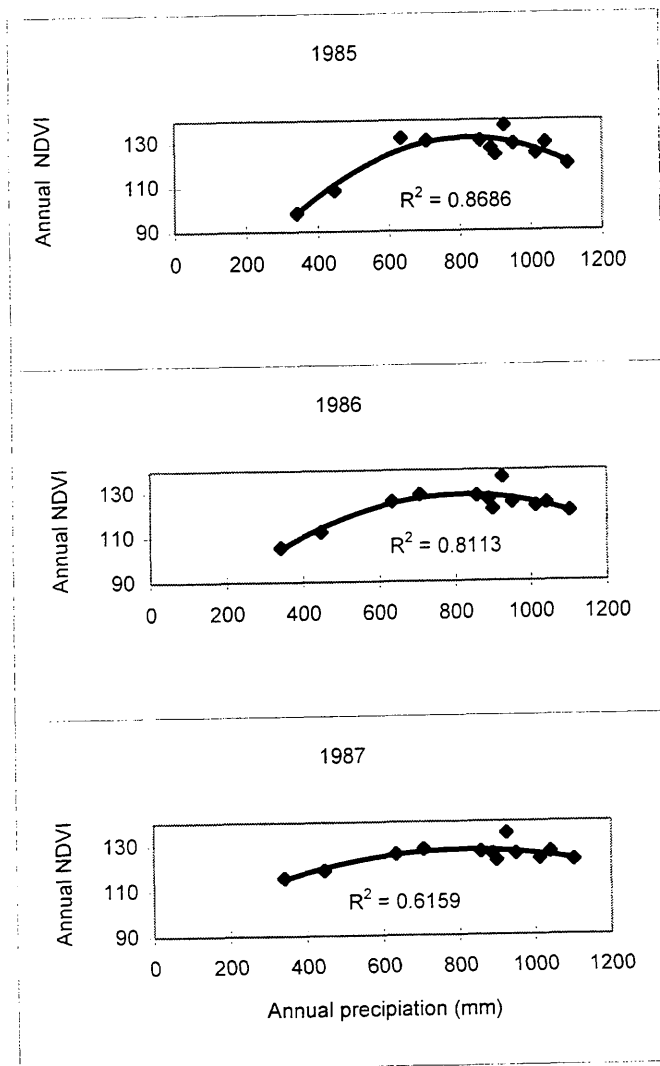 1985
Annual NDVI
130
110
90
R² = 0.8686
0 200 400 600 800 1000 1200
1986
Annual NDVI
130
110
90
R² = 0.8113
0 200 400 600 800 1000 1200
1987
Annual NDVI
130
110
90
R² = 0.6159
0 200 400 600 800 1000 1200
Annual precipiation (mm)